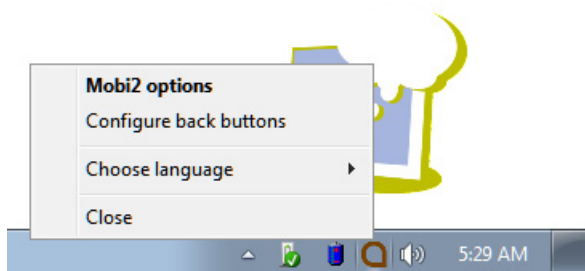 Mobi2 options
Configure back buttons
Choose language
Close
5:29 AM